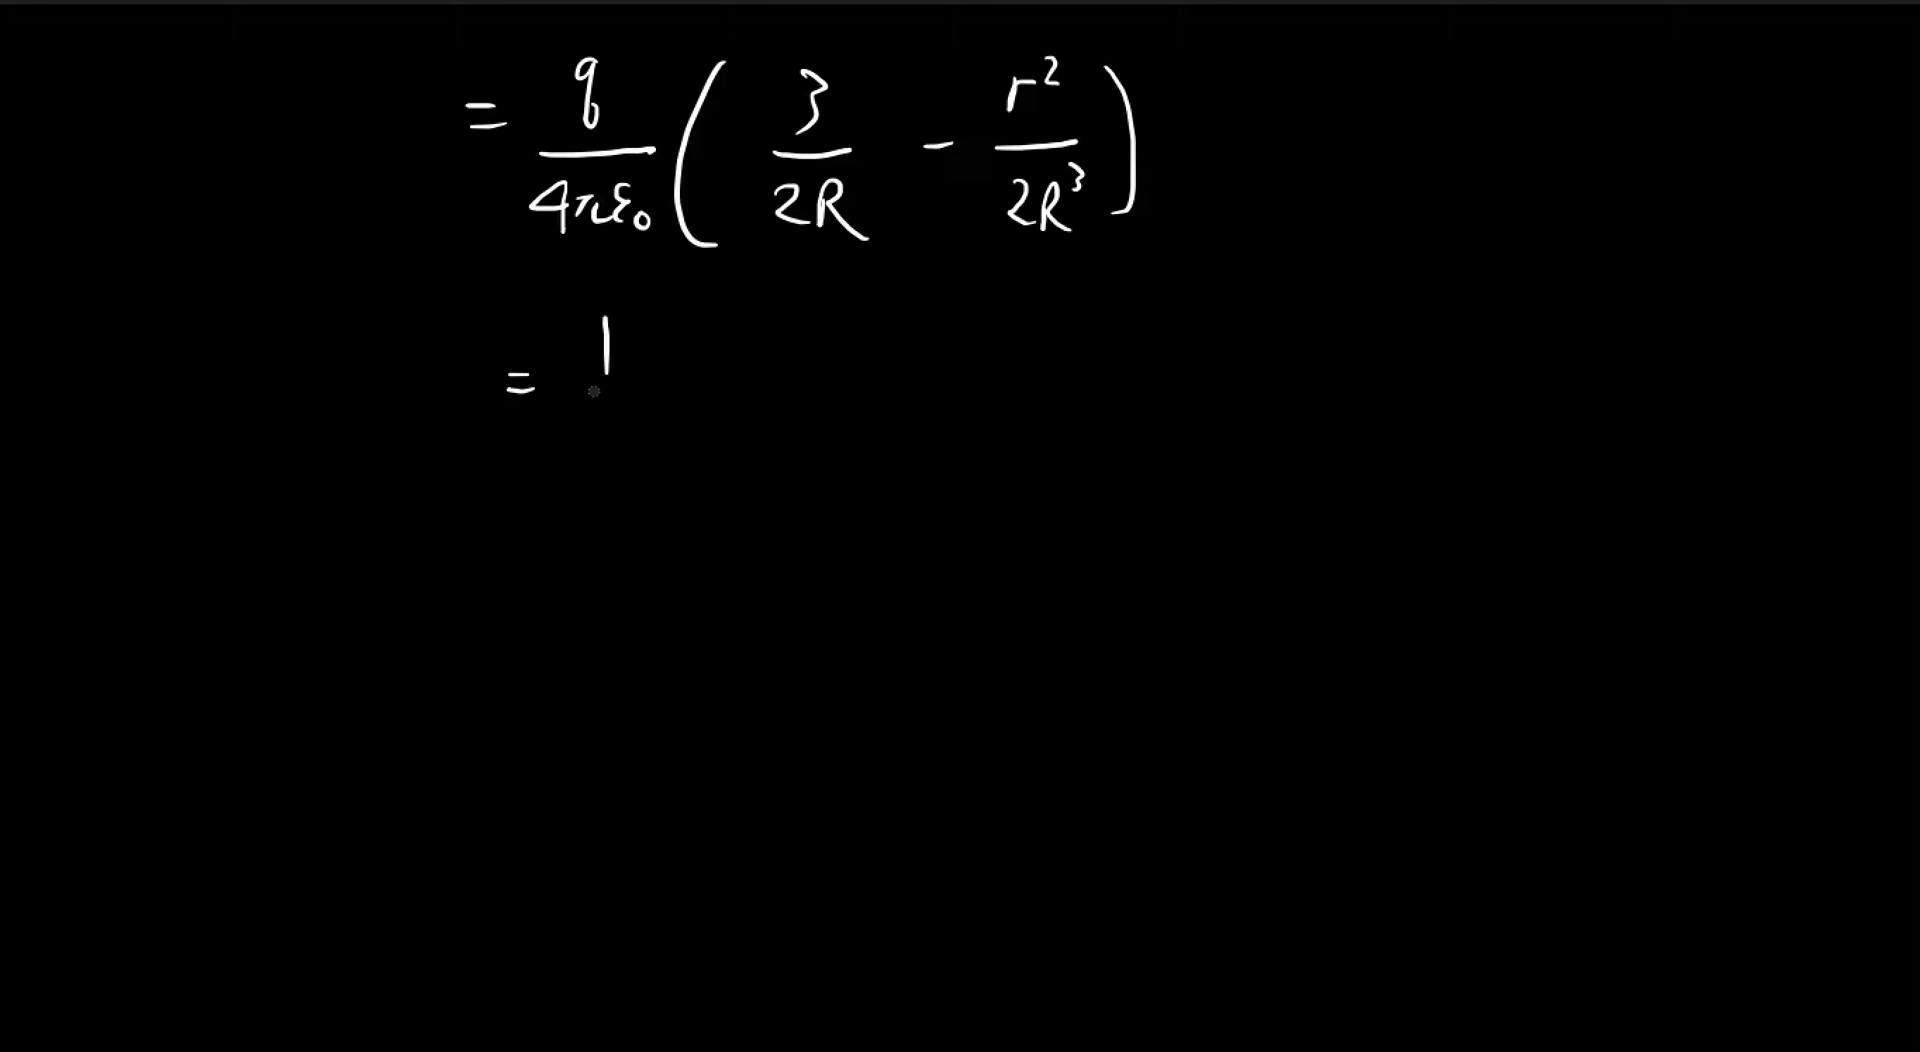 = q/4πε₀ ( 3/2R - r²/2R³ )
= 1